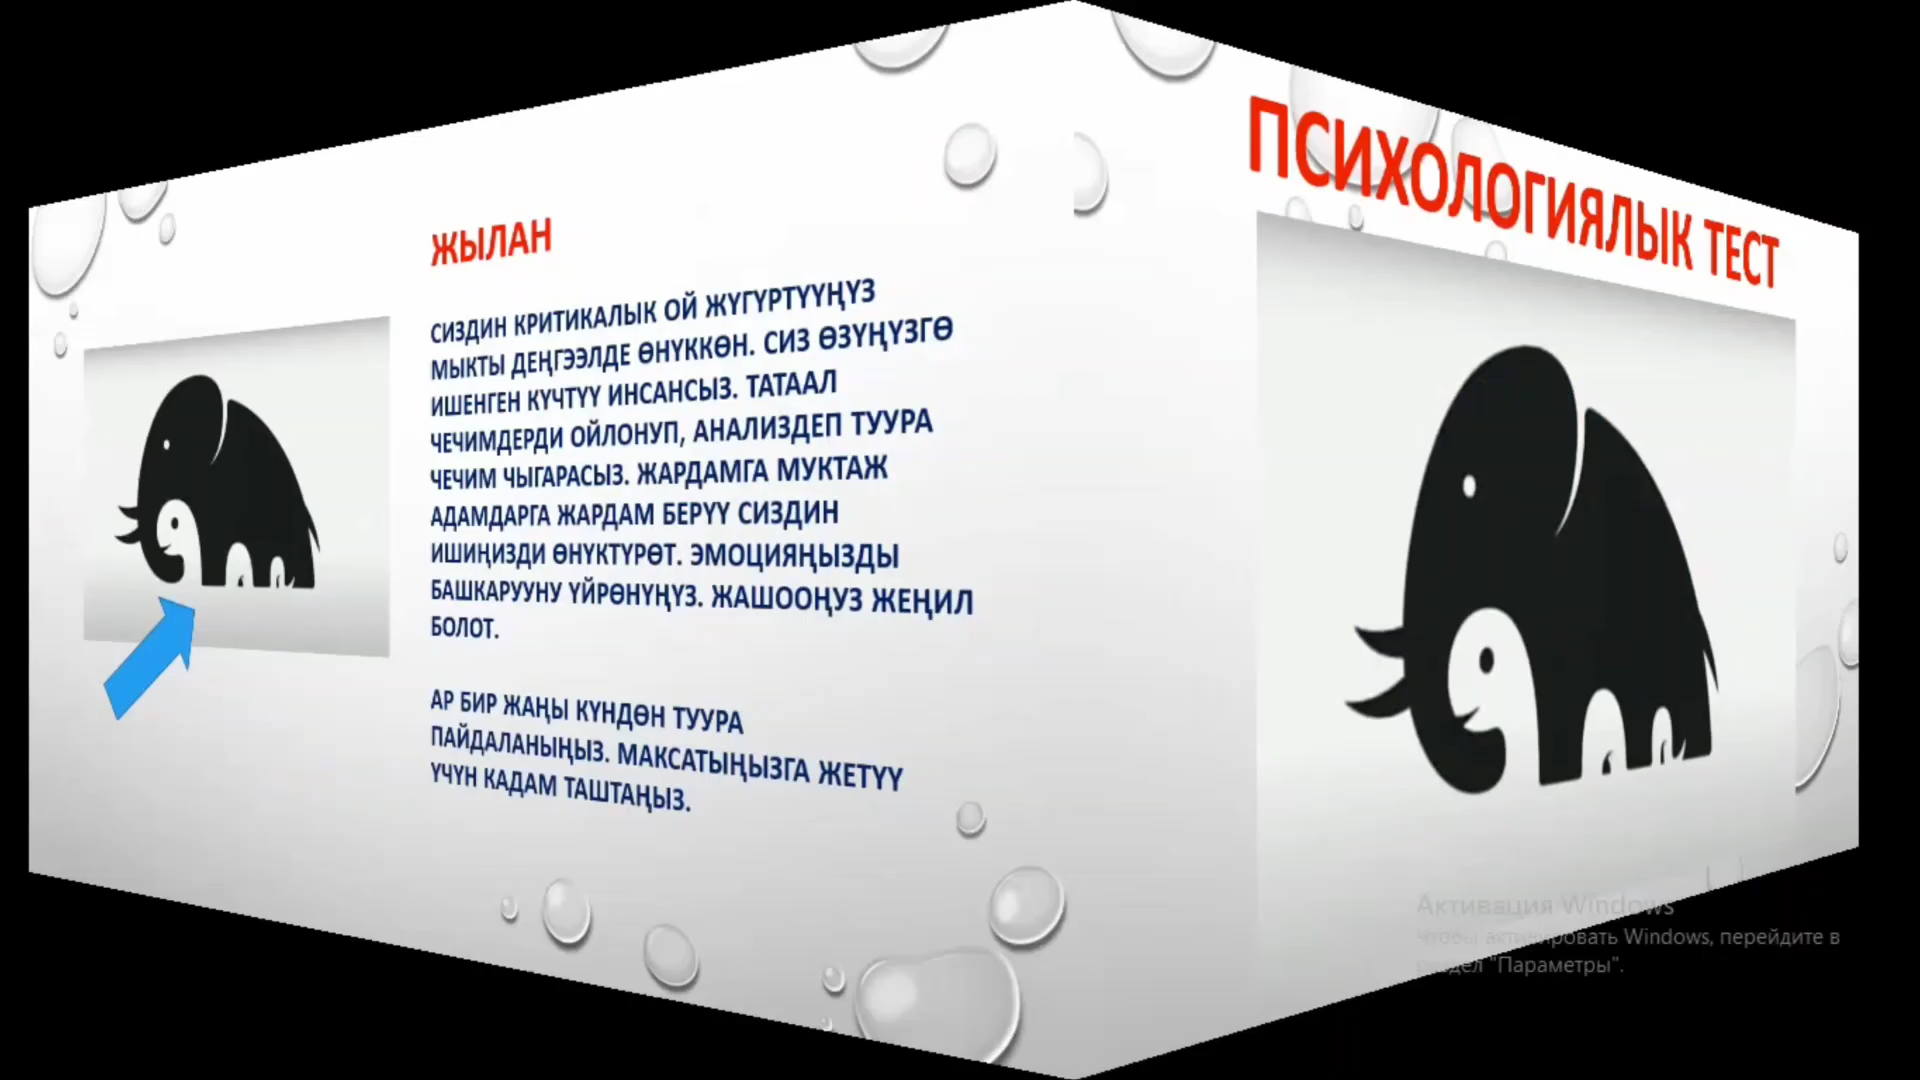 ЖЫЛАН
СИЗДИН КРИТИКАЛЫК ОЙ ЖҮГҮРТҮҮҢҮЗ
МЫКТЫ ДЕҢГЭЭЛДЕ ӨНҮККӨН. СИЗ ӨЗҮҢҮЗГӨ
ИШЕНГЕН КҮЧТҮҮ ИНСАНСЫЗ. ТАТААЛ
ЧЕЧИМДЕРДИ ОЙЛОНУП, АНАЛИЗДЕП ТУУРА
ЧЕЧИМ ЧЫГАРАСЫЗ. ЖАРДАМГА МУКТАЖ
АДАМДАРГА ЖАРДАМ БЕРҮҮ СИЗДИН
ИШИҢИЗДИ ӨНҮКТҮРӨТ. ЭМОЦИЯҢЫЗДЫ
БАШКАРУУНУ ҮЙРӨНҮҢҮЗ. ЖАШООҢУЗ ЖЕҢИЛ
БОЛОТ.
АР БИР ЖАҢЫ КҮНДӨН ТУУРА
ПАЙДАЛАНЫҢЫЗ. МАКСАТЫҢЫЗГА ЖЕТҮҮ
ҮЧҮН КАДАМ ТАШТАҢЫЗ.
ПСИХОЛОГИЯЛЫК ТЕСТ
Активация Windows
Чтобы активировать Windows, перейдите в
раздел "Параметры".